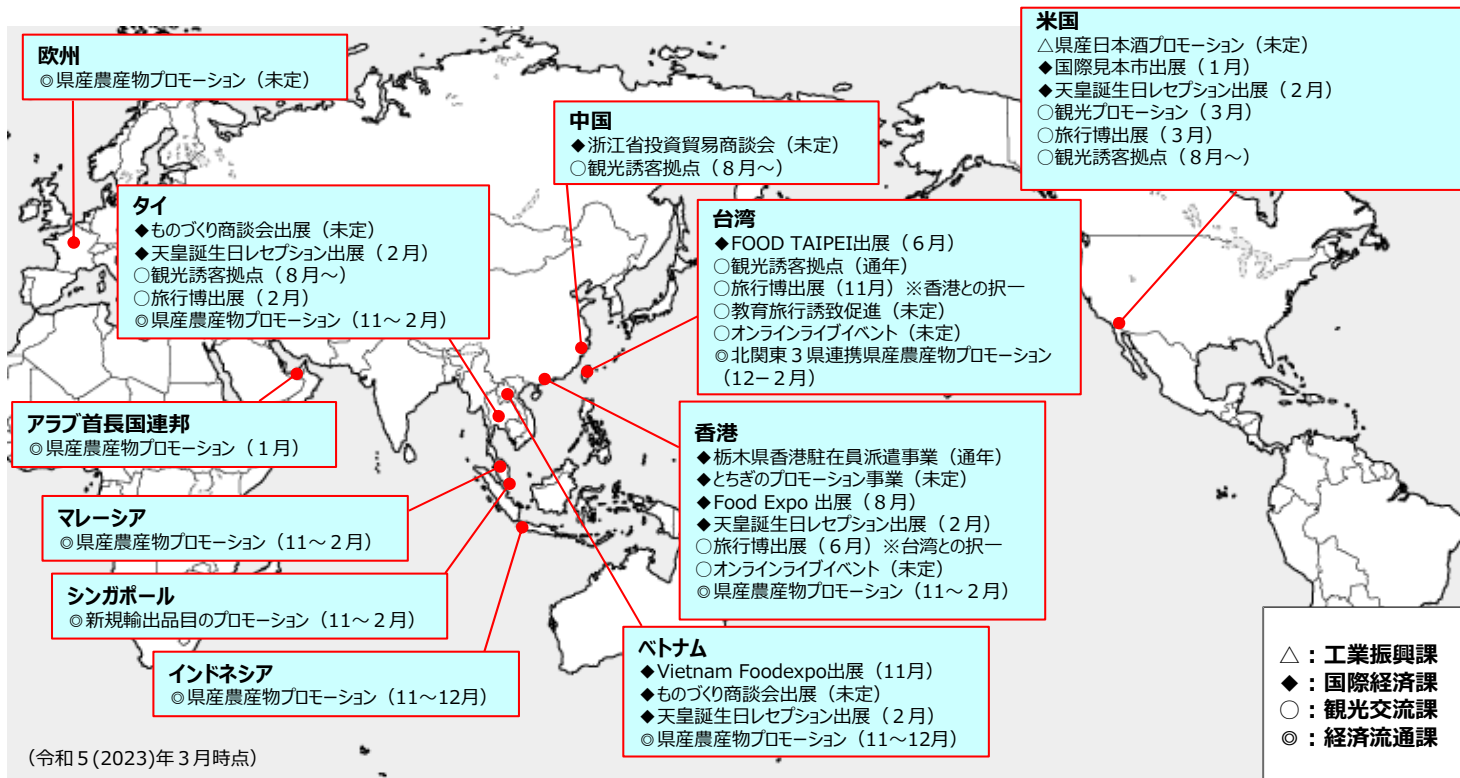 欧州
◎県産農産物プロモーション（未定）
米国
△県産日本酒プロモーション（未定）
◆国際見本市出展（１月）
◆天皇誕生日レセプション出展（２月）
○観光プロモーション（３月）
○旅行博出展（３月）
○観光誘客拠点（８月～）
中国
◆浙江省投資貿易商談会（未定）
○観光誘客拠点（８月～）
タイ
◆ものづくり商談会出展（未定）
◆天皇誕生日レセプション出展（２月）
○観光誘客拠点（８月～）
○旅行博出展（２月）
◎県産農産物プロモーション（11～２月）
台湾
◆FOOD TAIPEI出展（６月）
○観光誘客拠点（通年）
○旅行博出展（11月）※香港との択一
○教育旅行誘致促進（未定）
○オンラインライブイベント（未定）
◎北関東３県連携県産農産物プロモーション
（12－２月）
アラブ首長国連邦
◎県産農産物プロモーション（１月）
香港
◆栃木県香港駐在員派遣事業（通年）
◆とちぎのプロモーション事業（未定）
◆Food Expo 出展（８月）
◆天皇誕生日レセプション出展（２月）
○旅行博出展（６月）※台湾との択一
○オンラインライブイベント（未定）
◎県産農産物プロモーション（11～２月）
マレーシア
◎県産農産物プロモーション（11～２月）
シンガポール
◎新規輸出品目のプロモーション（11～２月）
インドネシア
◎県産農産物プロモーション（11～12月）
ベトナム
◆Vietnam Foodexpo出展（11月）
◆ものづくり商談会出展（未定）
◆天皇誕生日レセプション出展（２月）
◎県産農産物プロモーション（11～12月）
△：工業振興課
◆：国際経済課
○：観光交流課
◎：経済流通課
（令和５(2023)年３月時点）